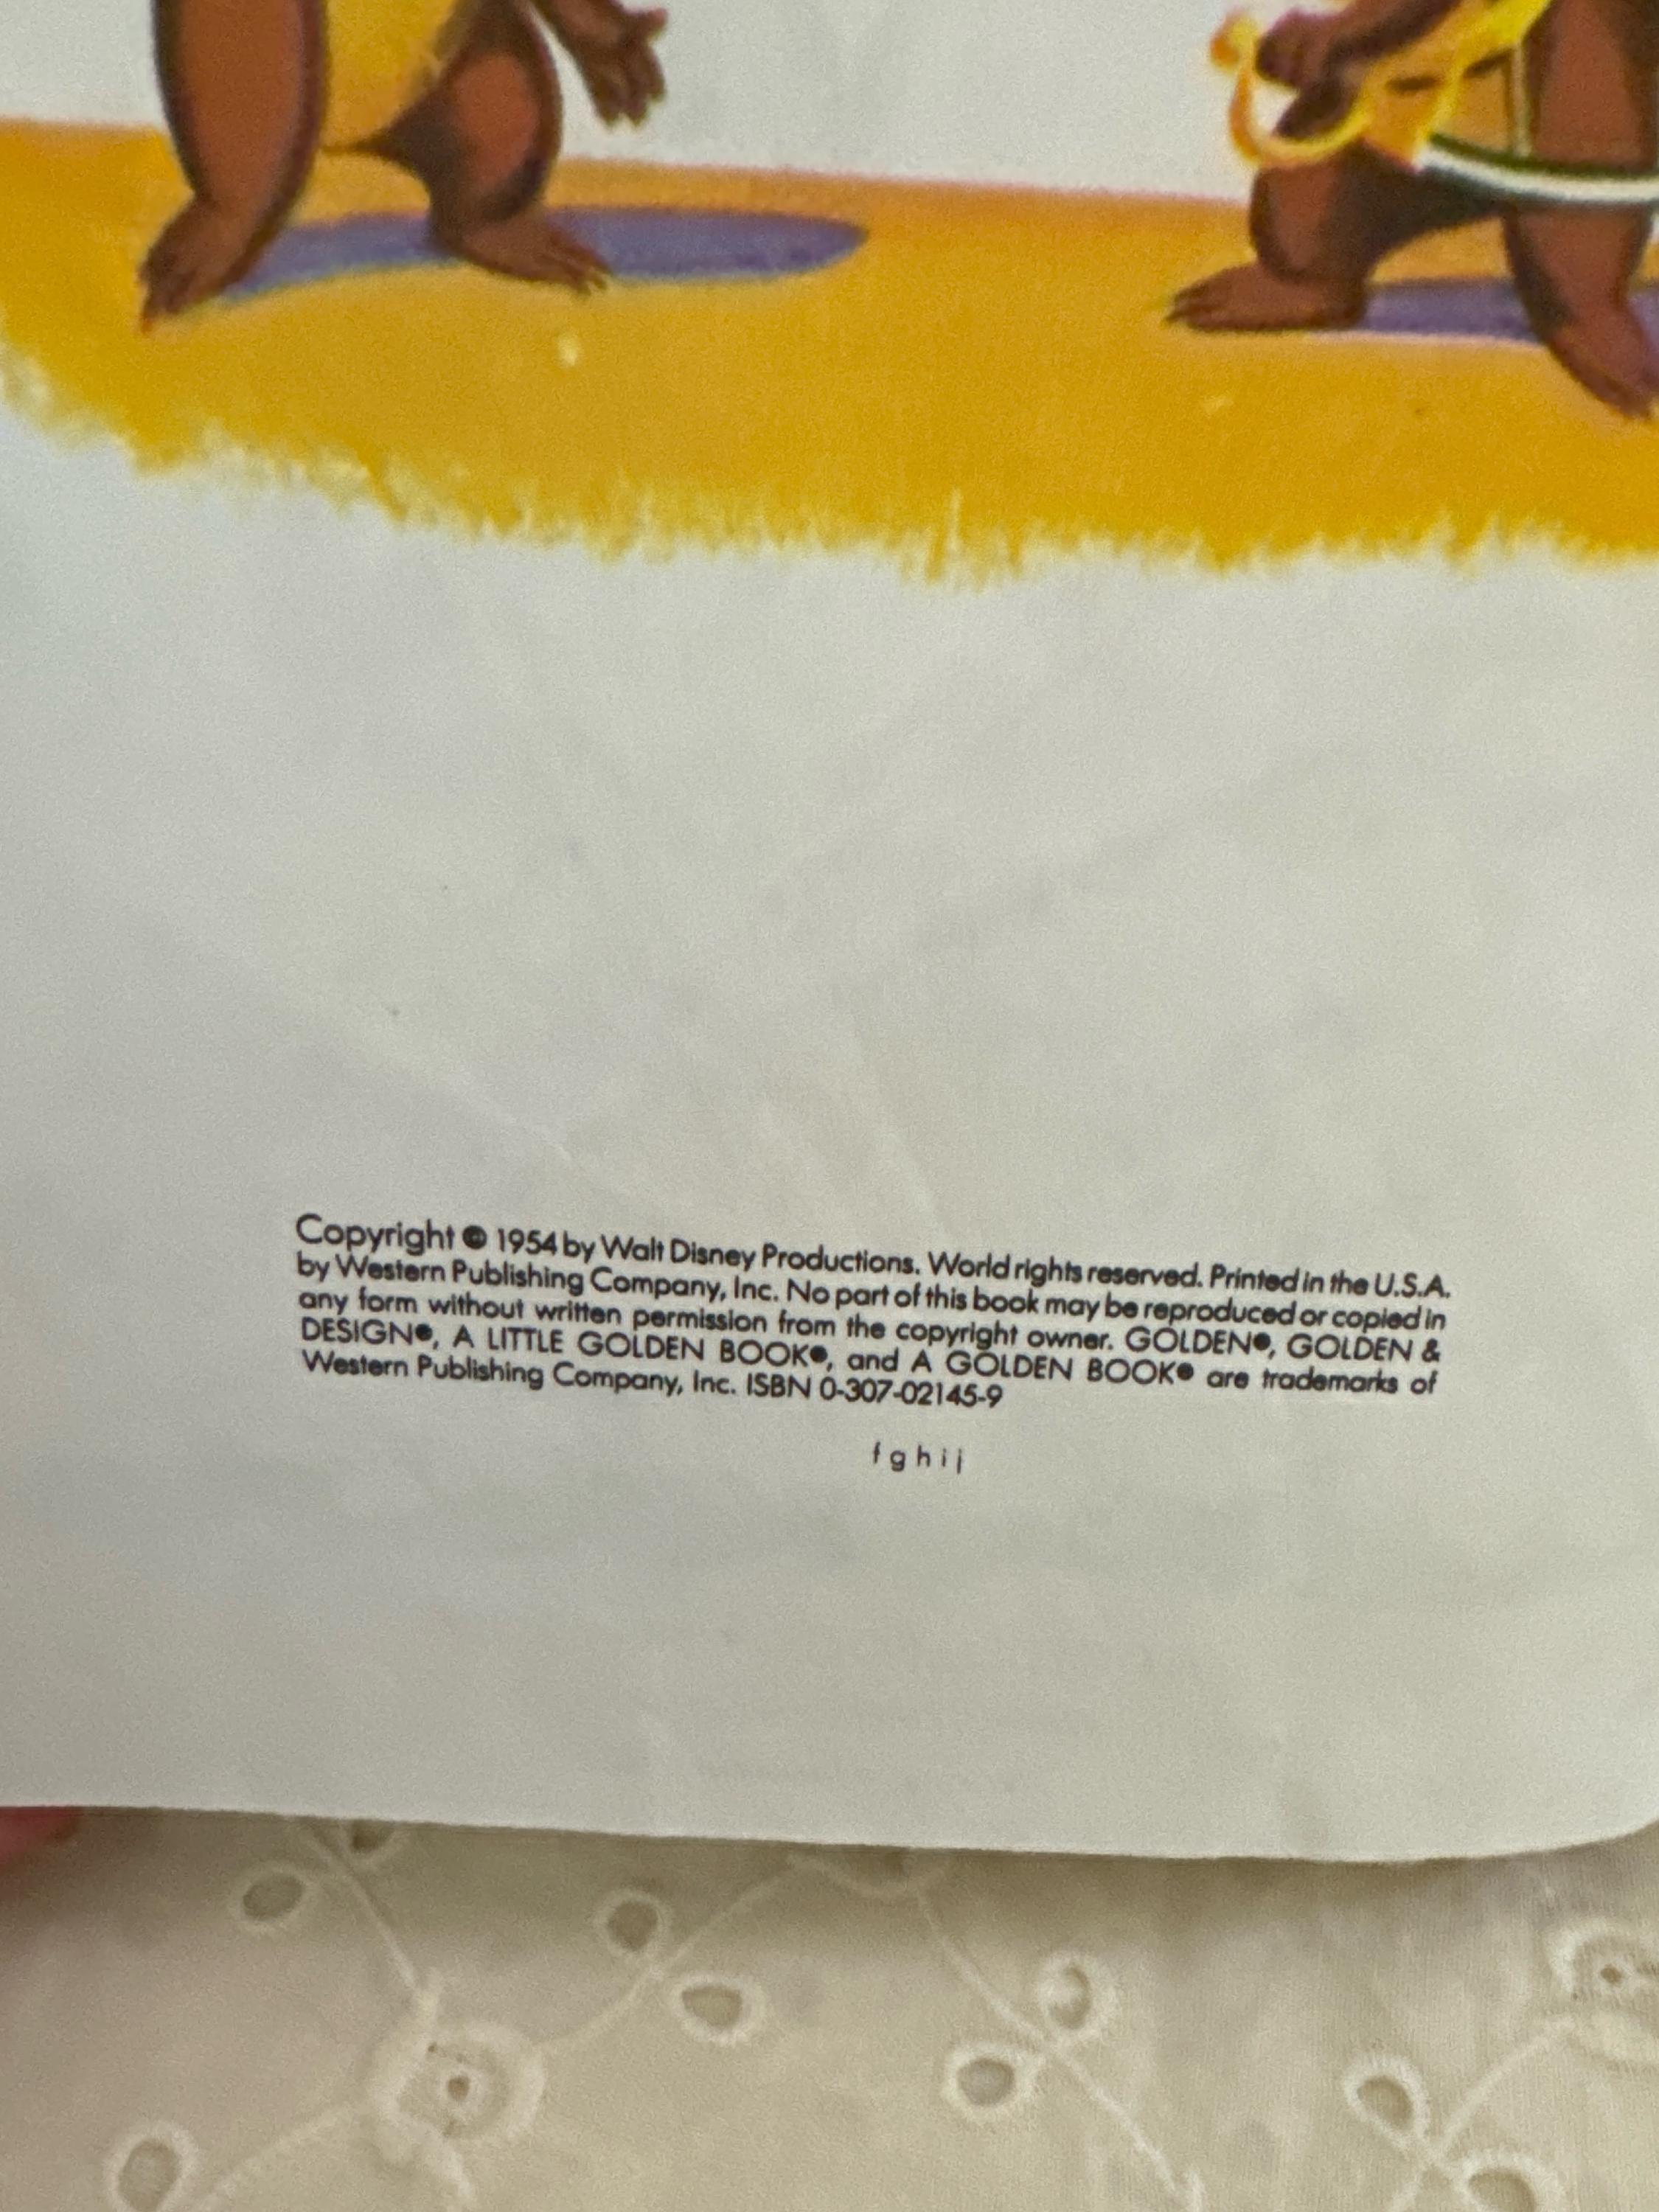 Copyright © 1954 by Walt Disney Productions. World rights reserved. Printed in the U.S.A.
by Western Publishing Company, Inc. No part of this book may be reproduced or copied in
any form without written permission from the copyright owner. GOLDEN®, GOLDEN &
DESIGN®, A LITTLE GOLDEN BOOK®, and A GOLDEN BOOK® are trademarks of
Western Publishing Company, Inc. ISBN 0-307-02145-9
f g h i j